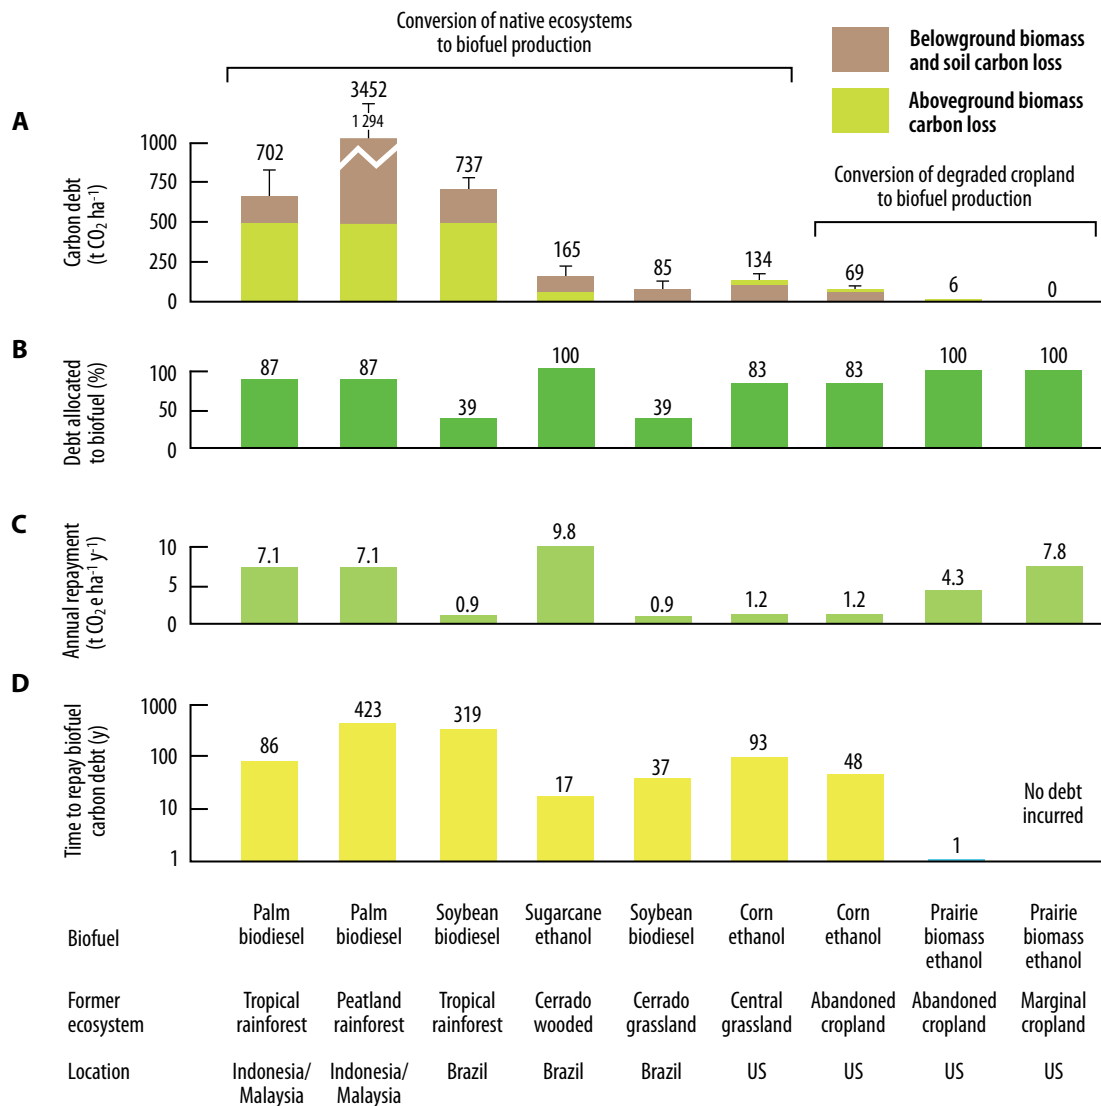 Conversion of native ecosystems
to biofuel production
Belowground biomass
and soil carbon loss
Aboveground biomass
carbon loss
Conversion of degraded cropland
to biofuel production
A
Carbon debt
(t CO₂ ha⁻¹)
1000
750
500
250
0
702
3452
1 294
737
165
85
134
69
6
0
B
Debt allocated
to biofuel (%)
100
50
0
87
87
39
100
39
83
83
100
100
C
Annual repayment
(t CO₂ e ha⁻¹ y⁻¹)
10
5
0
7.1
7.1
0.9
9.8
0.9
1.2
1.2
4.3
7.8
D
Time to repay biofuel
carbon debt (y)
1000
100
10
1
86
423
319
17
37
93
48
1
No debt
incurred
Biofuel
Palm
biodiesel
Palm
biodiesel
Soybean
biodiesel
Sugarcane
ethanol
Soybean
biodiesel
Corn
ethanol
Corn
ethanol
Prairie
biomass
ethanol
Prairie
biomass
ethanol
Former
ecosystem
Tropical
rainforest
Peatland
rainforest
Tropical
rainforest
Cerrado
wooded
Cerrado
grassland
Central
grassland
Abandoned
cropland
Abandoned
cropland
Marginal
cropland
Location
Indonesia/
Malaysia
Indonesia/
Malaysia
Brazil
Brazil
Brazil
US
US
US
US